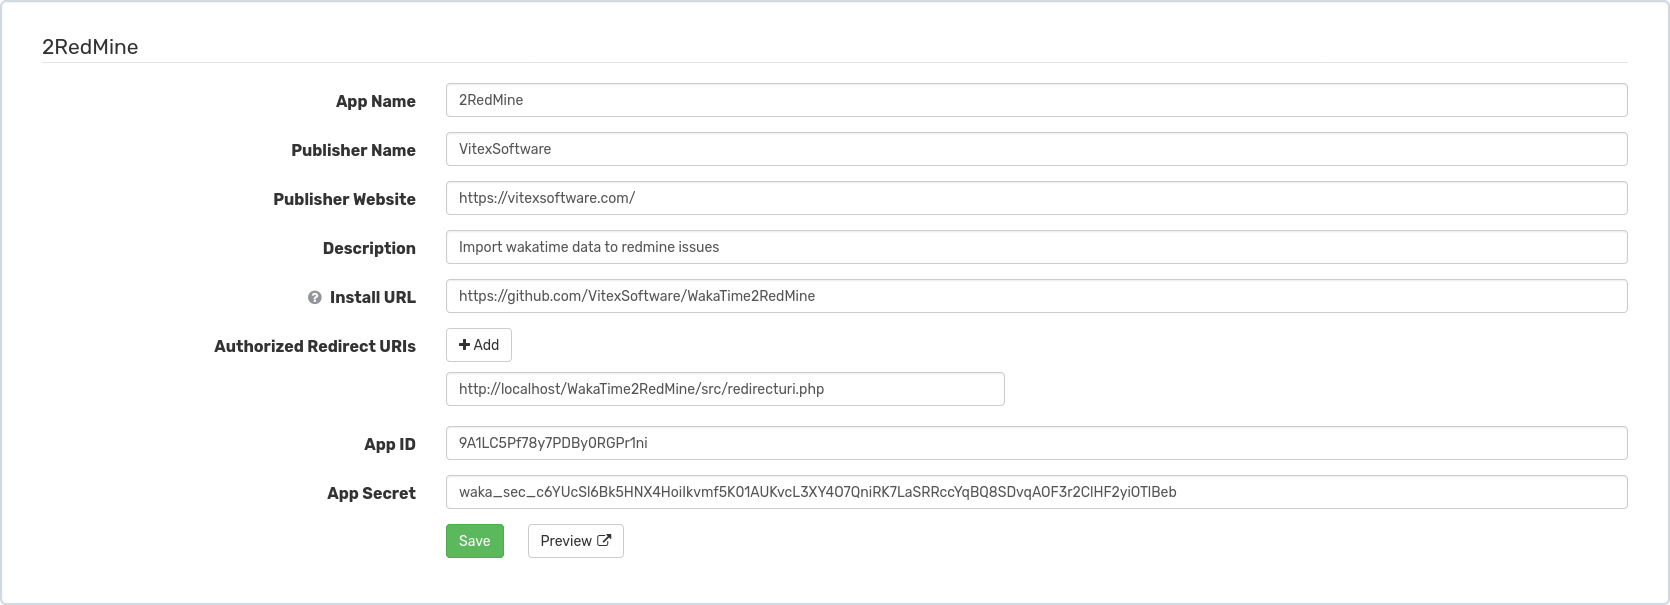 2RedMine
App Name
2RedMine
Publisher Name
VitexSoftware
Publisher Website
https://vitexsoftware.com/
Description
Import wakatime data to redmine issues
Install URL
https://github.com/VitexSoftware/WakaTime2RedMine
Authorized Redirect URIs
Add
http://localhost/WakaTime2RedMine/src/redirecturi.php
App ID
9A1LC5Pf78y7PDBy0RGPr1ni
App Secret
waka_sec_c6YUcSl6Bk5HNX4HoiIkvmf5K01AUKvcL3XY4O7QniRK7LaSRRccYqBQ8SDvqAOF3r2ClHF2yi0TlBeb
Save
Preview